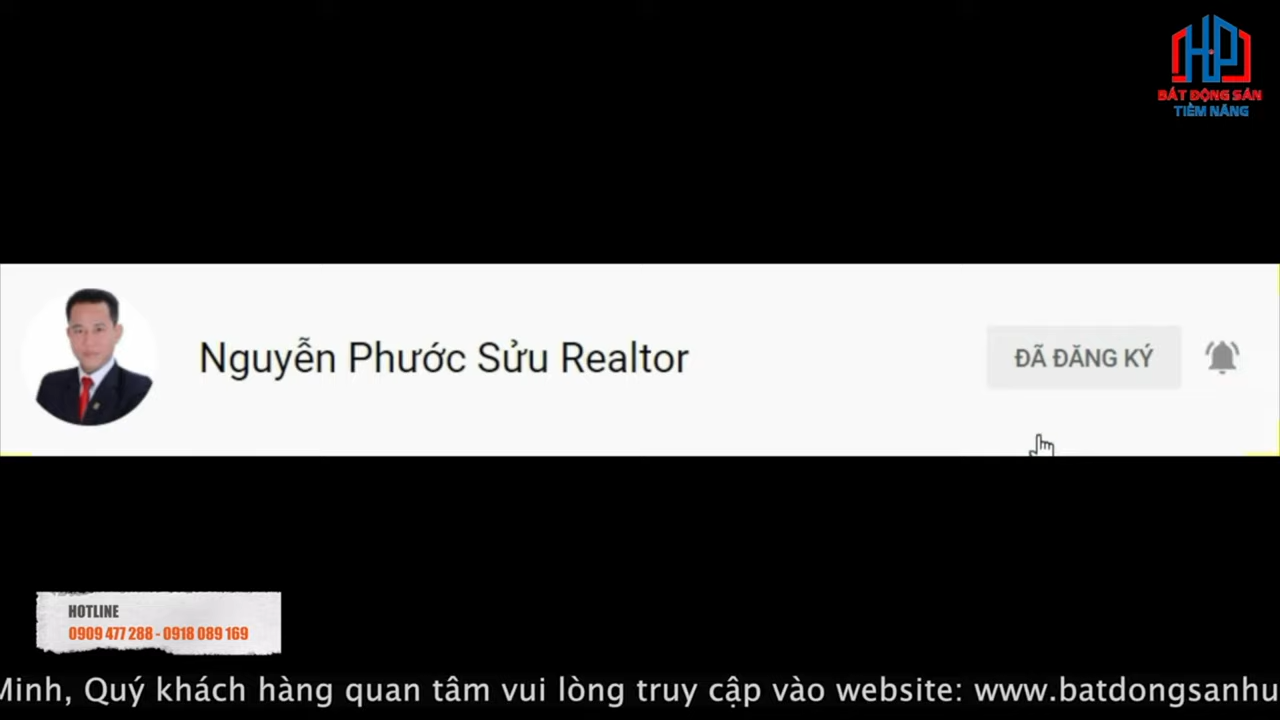 HP
BẤT ĐỘNG SẢN
TIỀM NĂNG
Nguyễn Phước Sửu Realtor
ĐÃ ĐĂNG KÝ
HOTLINE
0909 477 288 - 0918 089 169
Minh, Quý khách hàng quan tâm vui lòng truy cập vào website: www.batdongsanhu